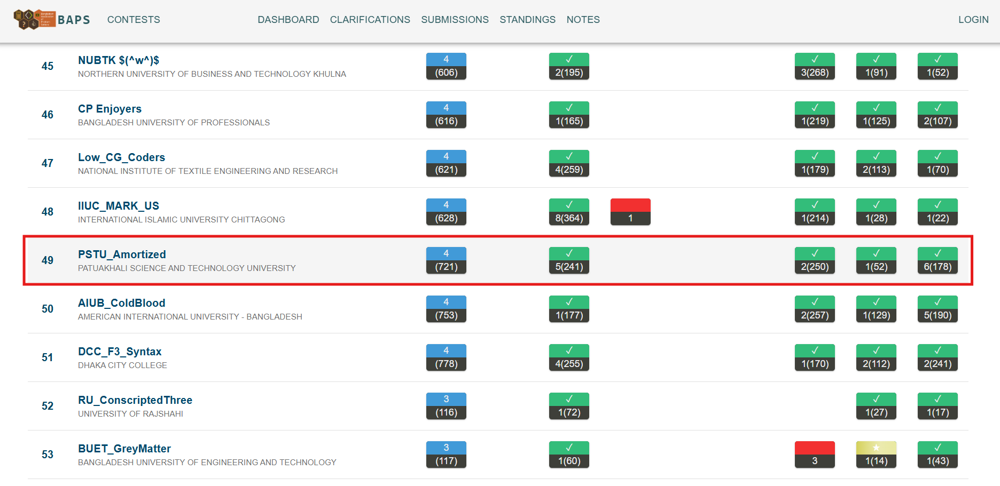 Bangladesh
Association
of
Problem
Setters
BAPS CONTESTS DASHBOARD CLARIFICATIONS SUBMISSIONS STANDINGS NOTES LOGIN
45 NUBTK $(^w^)$ 4 ✓ ✓ ✓ ✓
NORTHERN UNIVERSITY OF BUSINESS AND TECHNOLOGY KHULNA (606) 2(195) 3(268) 1(91) 1(52)
46 CP Enjoyers 4 ✓ ✓ ✓ ✓
BANGLADESH UNIVERSITY OF PROFESSIONALS (616) 1(165) 1(219) 1(125) 2(107)
47 Low_CG_Coders 4 ✓ ✓ ✓ ✓
NATIONAL INSTITUTE OF TEXTILE ENGINEERING AND RESEARCH (621) 4(259) 1(179) 2(113) 1(70)
48 IIUC_MARK_US 4 ✓ ✓ ✓ ✓
INTERNATIONAL ISLAMIC UNIVERSITY CHITTAGONG (628) 8(364) 1 1(214) 1(28) 1(22)
49 PSTU_Amortized 4 ✓ ✓ ✓ ✓
PATUAKHALI SCIENCE AND TECHNOLOGY UNIVERSITY (721) 5(241) 2(250) 1(52) 6(178)
50 AIUB_ColdBlood 4 ✓ ✓ ✓ ✓
AMERICAN INTERNATIONAL UNIVERSITY - BANGLADESH (753) 1(177) 2(257) 1(129) 5(190)
51 DCC_F3_Syntax 4 ✓ ✓ ✓ ✓
DHAKA CITY COLLEGE (778) 4(255) 1(170) 2(112) 2(241)
52 RU_ConscriptedThree 3 ✓ ✓ ✓
UNIVERSITY OF RAJSHAHI (116) 1(72) 1(27) 1(17)
53 BUET_GreyMatter 3 ✓ ★ ✓
BANGLADESH UNIVERSITY OF ENGINEERING AND TECHNOLOGY (117) 1(60) 3 1(14) 1(43)